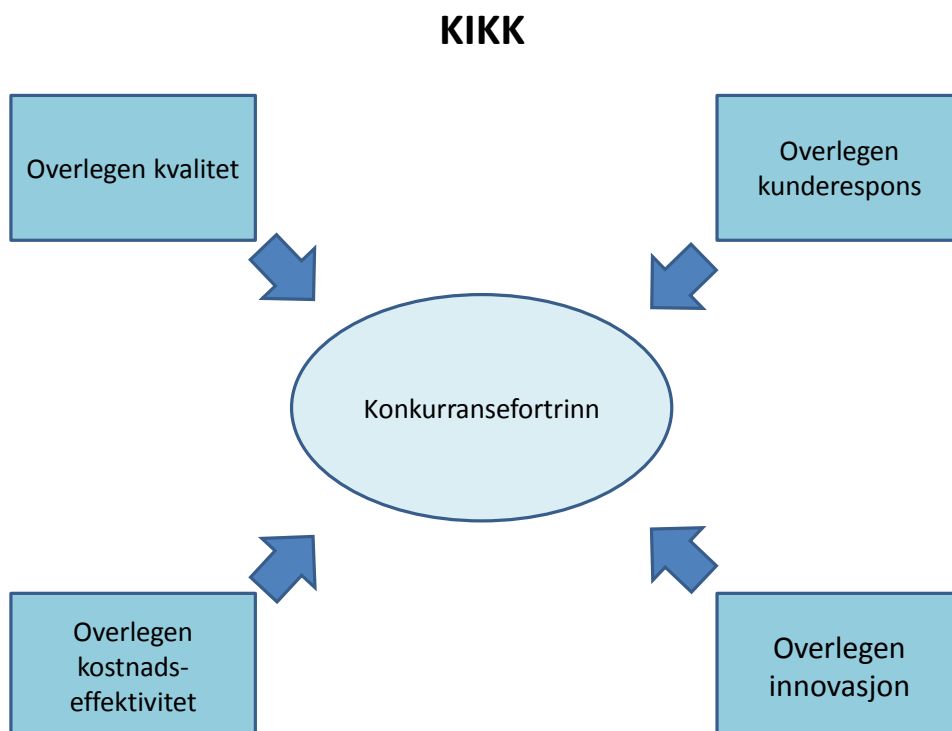 KIKK
Overlegen kvalitet
Overlegen
kunderespons
Konkurransefortrinn
Overlegen
kostnads-
effektivitet
Overlegen
innovasjon